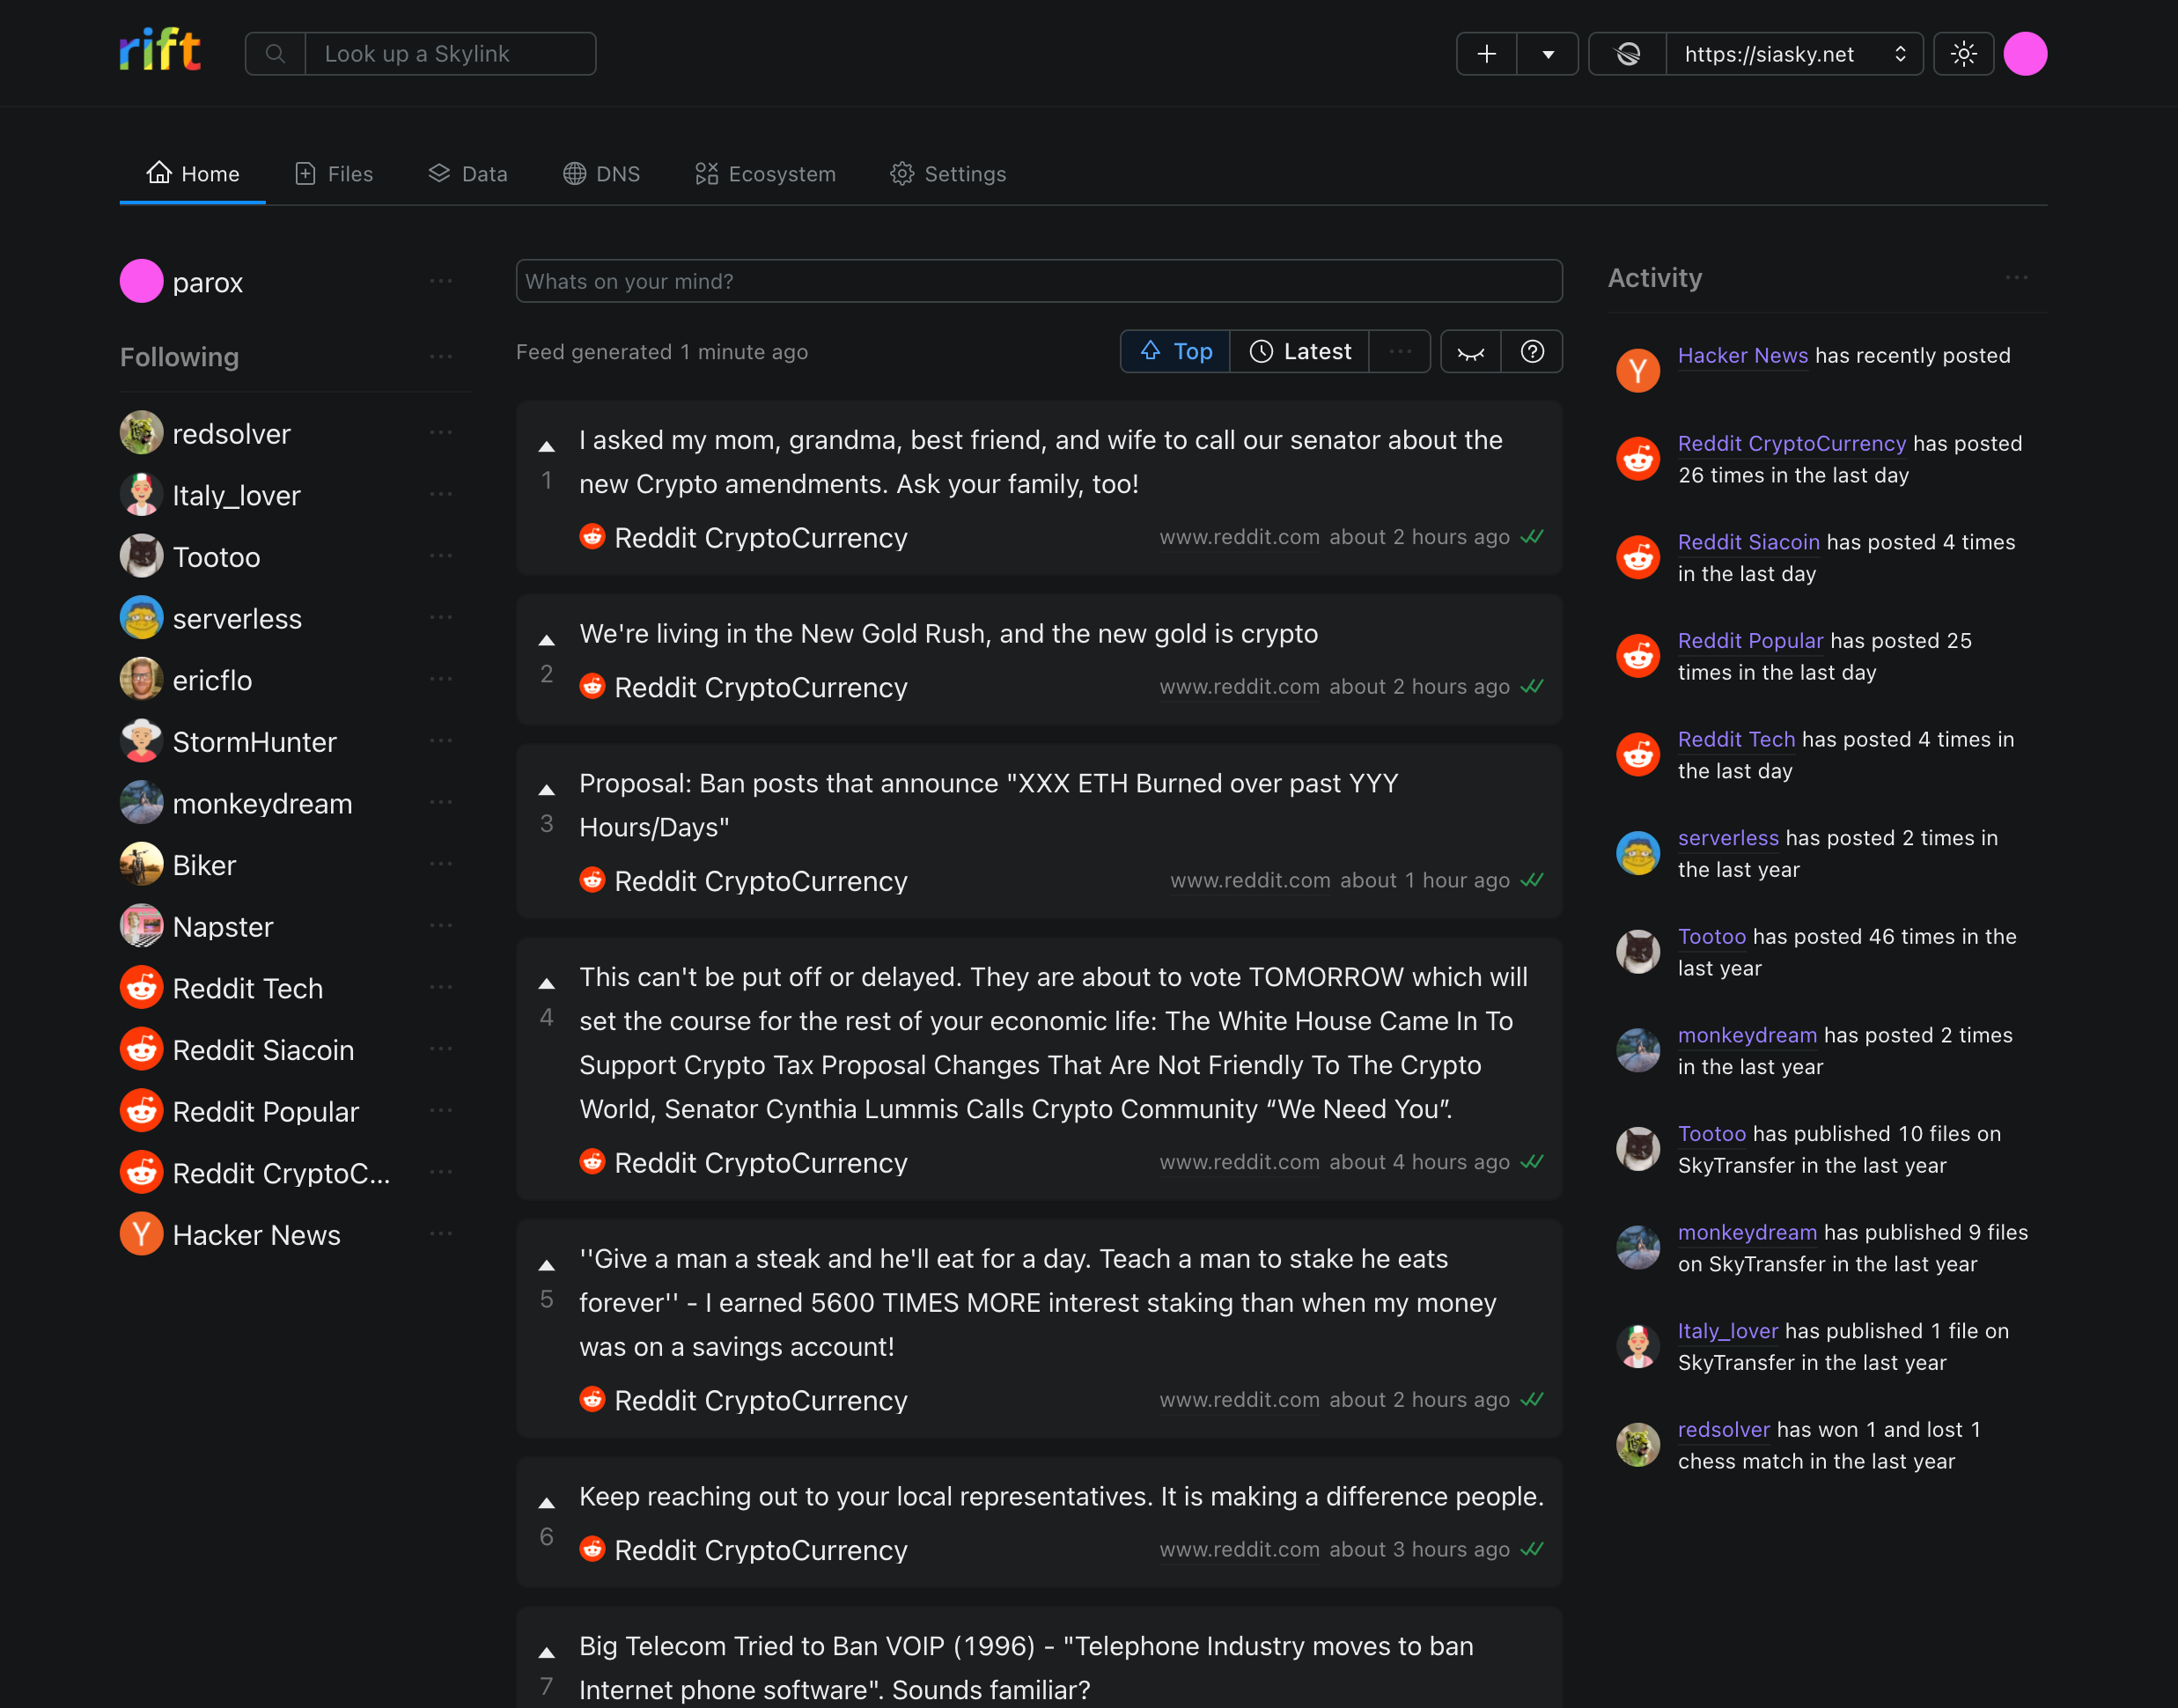 rift
Look up a Skylink
https://siasky.net
Home
Files
Data
DNS
Ecosystem
Settings
parox
Following
redsolver
Italy_lover
Tootoo
serverless
ericflo
StormHunter
monkeydream
Biker
Napster
Reddit Tech
Reddit Siacoin
Reddit Popular
Reddit CryptoC...
Hacker News
Whats on your mind?
Feed generated 1 minute ago
Top
Latest
1
I asked my mom, grandma, best friend, and wife to call our senator about the
new Crypto amendments. Ask your family, too!
Reddit CryptoCurrency
www.reddit.com about 2 hours ago
2
We're living in the New Gold Rush, and the new gold is crypto
Reddit CryptoCurrency
www.reddit.com about 2 hours ago
3
Proposal: Ban posts that announce "XXX ETH Burned over past YYY
Hours/Days"
Reddit CryptoCurrency
www.reddit.com about 1 hour ago
4
This can't be put off or delayed. They are about to vote TOMORROW which will
set the course for the rest of your economic life: The White House Came In To
Support Crypto Tax Proposal Changes That Are Not Friendly To The Crypto
World, Senator Cynthia Lummis Calls Crypto Community “We Need You”.
Reddit CryptoCurrency
www.reddit.com about 4 hours ago
5
''Give a man a steak and he'll eat for a day. Teach a man to stake he eats
forever'' - I earned 5600 TIMES MORE interest staking than when my money
was on a savings account!
Reddit CryptoCurrency
www.reddit.com about 2 hours ago
6
Keep reaching out to your local representatives. It is making a difference people.
Reddit CryptoCurrency
www.reddit.com about 3 hours ago
7
Big Telecom Tried to Ban VOIP (1996) - "Telephone Industry moves to ban
Internet phone software". Sounds familiar?
Activity
Hacker News has recently posted
Reddit CryptoCurrency has posted
26 times in the last day
Reddit Siacoin has posted 4 times
in the last day
Reddit Popular has posted 25
times in the last day
Reddit Tech has posted 4 times in
the last day
serverless has posted 2 times in
the last year
Tootoo has posted 46 times in the
last year
monkeydream has posted 2 times
in the last year
Tootoo has published 10 files on
SkyTransfer in the last year
monkeydream has published 9 files
on SkyTransfer in the last year
Italy_lover has published 1 file on
SkyTransfer in the last year
redsolver has won 1 and lost 1
chess match in the last year